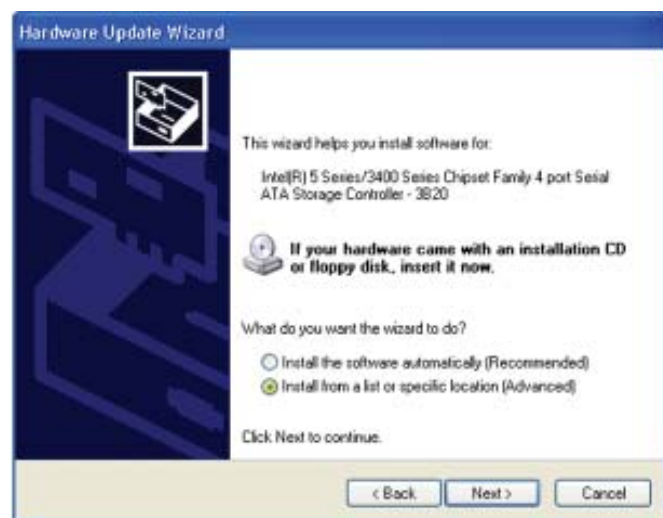 Hardware Update Wizard
This wizard helps you install software for:
Intel(R) 5 Series/3400 Series Chipset Family 4 port Serial
ATA Storage Controller - 3B20
If your hardware came with an installation CD
or floppy disk, insert it now.
What do you want the wizard to do?
Install the software automatically (Recommended)
Install from a list or specific location (Advanced)
Click Next to continue.
< Back Next > Cancel